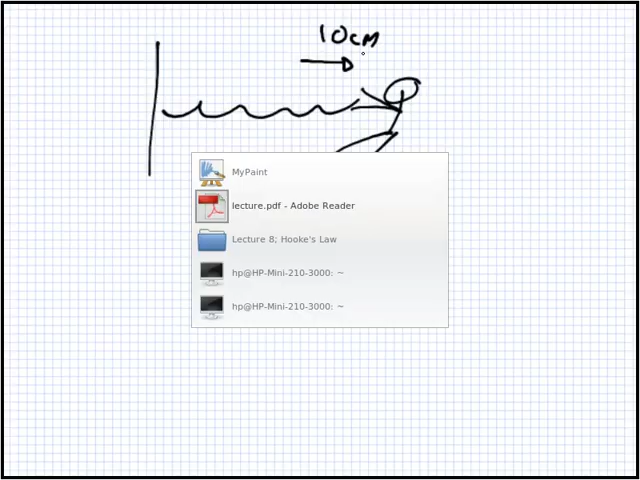 10cm
MyPaint
lecture.pdf - Adobe Reader
Lecture 8; Hooke's Law
hp@HP-Mini-210-3000: ~
hp@HP-Mini-210-3000: ~